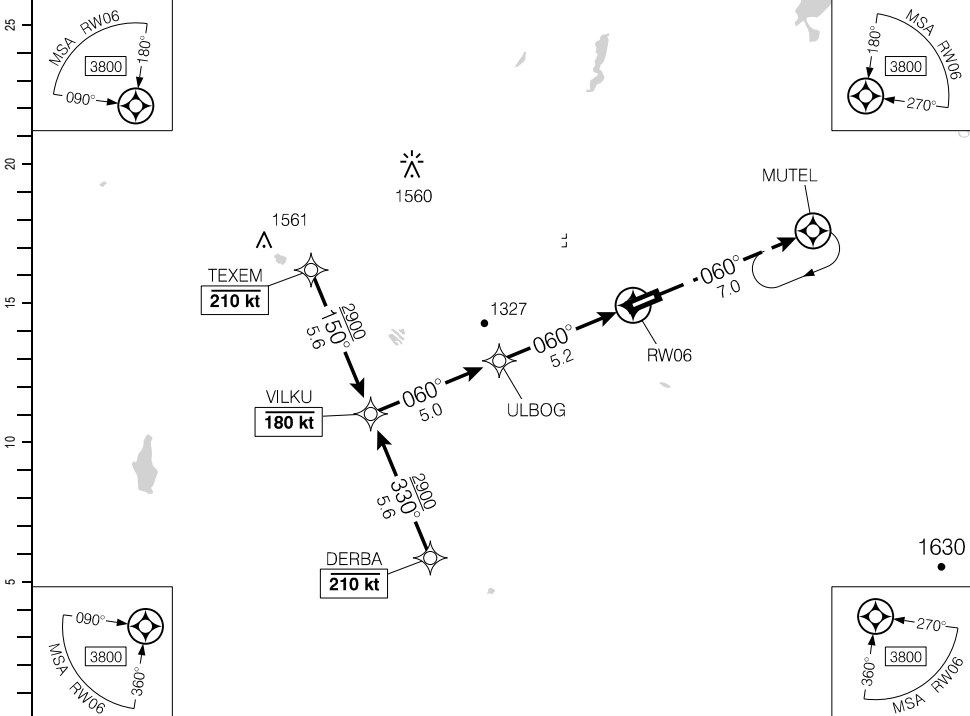 25
20
15
10
5
MSA RW06
3800
180°
090°
MSA RW06
3800
180°
270°
1560
1561
MUTEL
TEXEM
210 kt
2900
150°
5.6
060°
7.0
1327
060°
5.2
RW06
VILKU
180 kt
060°
5.0
ULBOG
2900
330°
5.6
DERBA
210 kt
1630
090°
3800
360°
MSA RW06
270°
3800
360°
MSA RW06